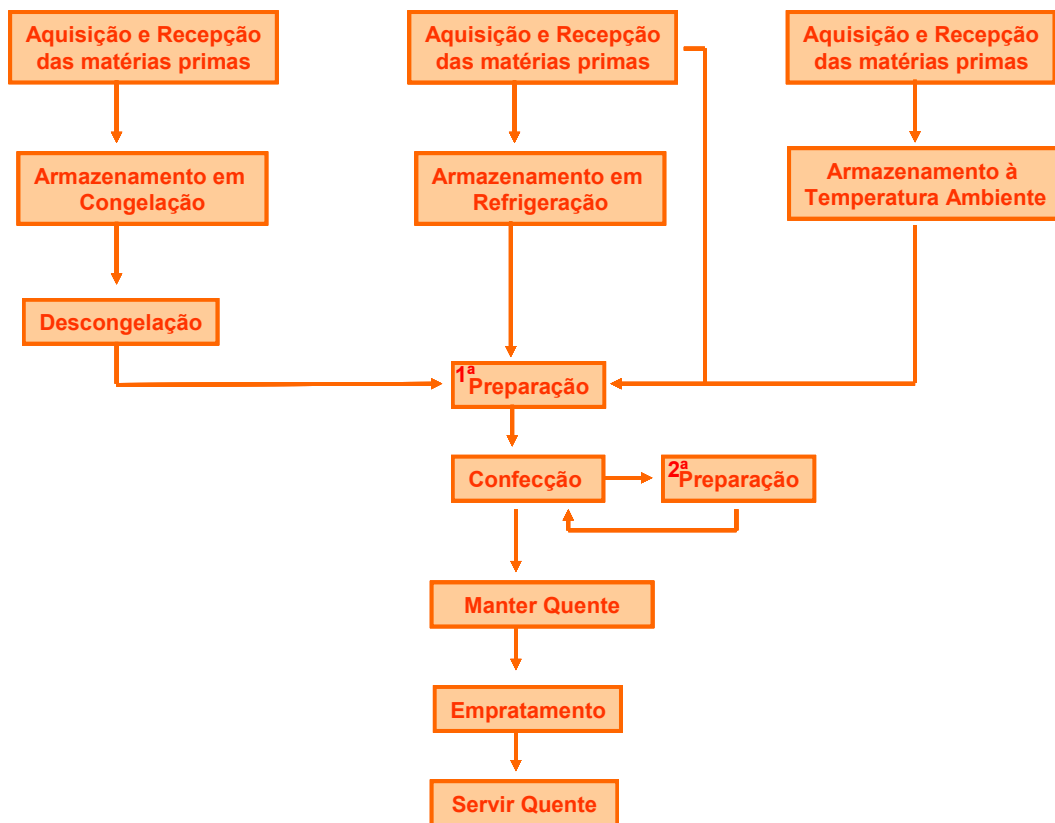 Aquisição e Recepção
das matérias primas
Aquisição e Recepção
das matérias primas
Aquisição e Recepção
das matérias primas
Armazenamento em
Congelação
Armazenamento em
Refrigeração
Armazenamento à
Temperatura Ambiente
Descongelação
1ª Preparação
Confecção
2ª Preparação
Manter Quente
Empratamento
Servir Quente